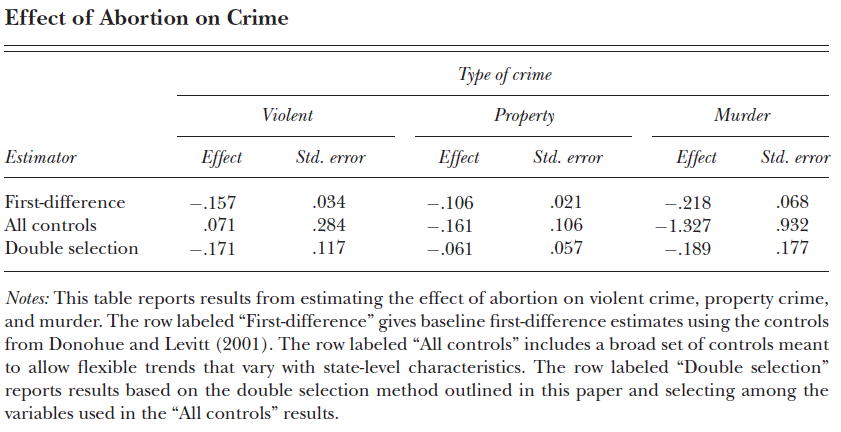 Effect of Abortion on Crime
Type of crime
Violent Property Murder
Estimator Effect Std. error Effect Std. error Effect Std. error
First-difference −.157 .034 −.106 .021 −.218 .068
All controls .071 .284 −.161 .106 −1.327 .932
Double selection −.171 .117 −.061 .057 −.189 .177
Notes: This table reports results from estimating the effect of abortion on violent crime, property crime,
and murder. The row labeled “First-difference” gives baseline first-difference estimates using the controls
from Donohue and Levitt (2001). The row labeled “All controls” includes a broad set of controls meant
to allow flexible trends that vary with state-level characteristics. The row labeled “Double selection”
reports results based on the double selection method outlined in this paper and selecting among the
variables used in the “All controls” results.